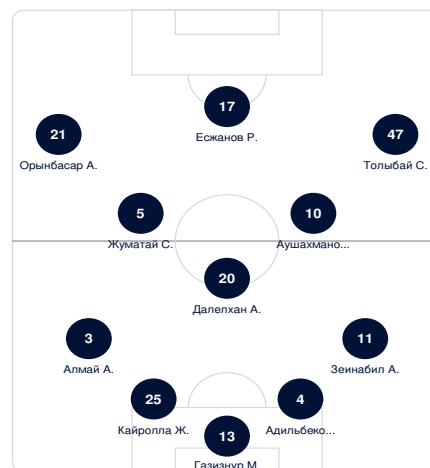 17
Есжанов Р.
21
Орынбасар А.
47
Толыбай С.
5
Жуматай С.
10
Аушахмано...
20
Далелхан А.
3
Алмай А.
11
Зеинабил А.
25
Кайролла Ж.
4
Адильбеко...
13
Газизнур М.